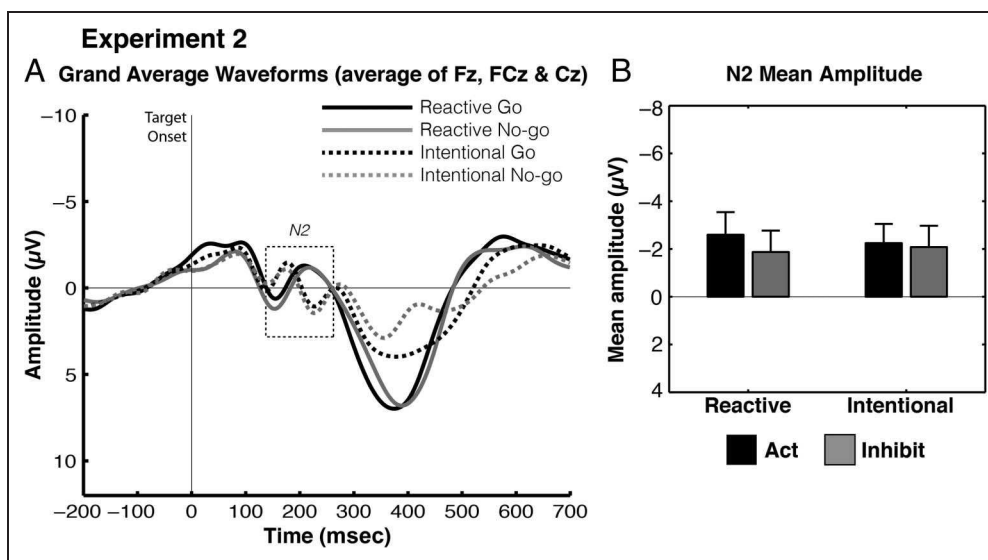 Experiment 2
A Grand Average Waveforms (average of Fz, FCz & Cz)
Target
Onset
Reactive Go
Reactive No-go
Intentional Go
Intentional No-go
N2
−10
−5
0
5
10
Amplitude (µV)
−200 −100 0 100 200 300 400 500 600 700
Time (msec)
B N2 Mean Amplitude
−8
−6
−4
−2
0
2
4
Mean amplitude (µV)
Reactive Intentional
Act Inhibit